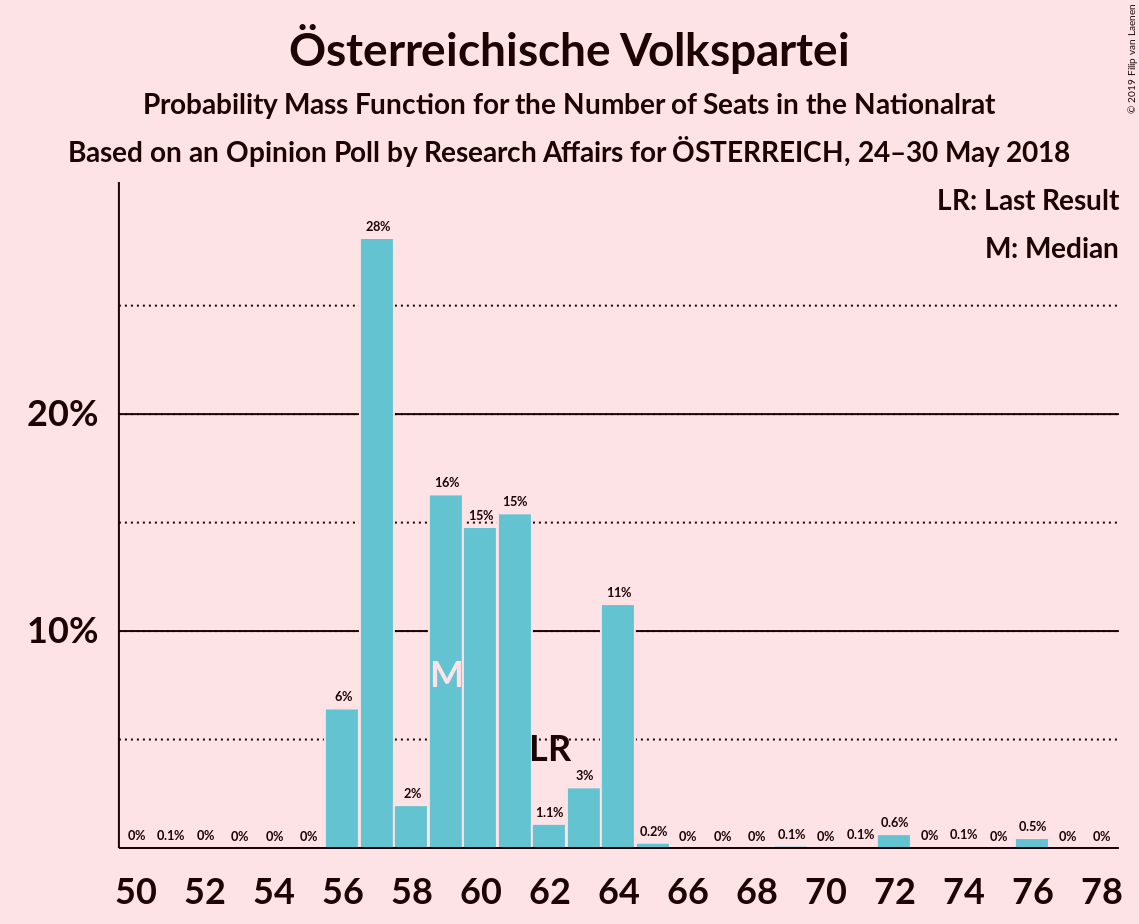 Österreichische Volkspartei
Probability Mass Function for the Number of Seats in the Nationalrat
Based on an Opinion Poll by Research Affairs for ÖSTERREICH, 24–30 May 2018
© 2019 Filip van Laenen
LR: Last Result
M: Median
20%
10%
0% 0.1% 0% 0% 0% 0% 6% 28% 2% 16% 15% 15% 1.1% 3% 11% 0.2% 0% 0% 0% 0.1% 0% 0.1% 0.6% 0% 0.1% 0% 0.5% 0% 0%
M
LR
50 52 54 56 58 60 62 64 66 68 70 72 74 76 78